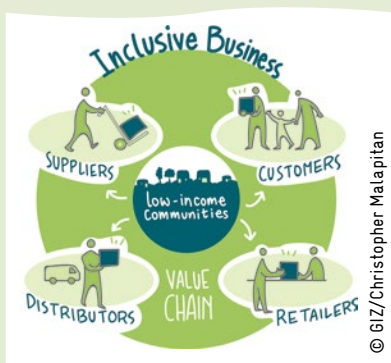 Inclusive Business
SUPPLIERS
CUSTOMERS
low-income
communities
DISTRIBUTORS
VALUE
CHAIN
RETAILERS
© GIZ/Christopher Malapitan